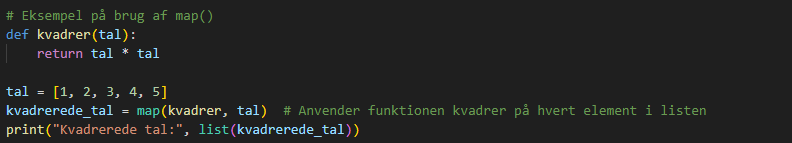 # Eksempel på brug af map()
def kvadrer(tal):
    return tal * tal

tal = [1, 2, 3, 4, 5]
kvadrerede_tal = map(kvadrer, tal)  # Anvender funktionen kvadrer på hvert element i listen
print("Kvadrerede tal:", list(kvadrerede_tal))